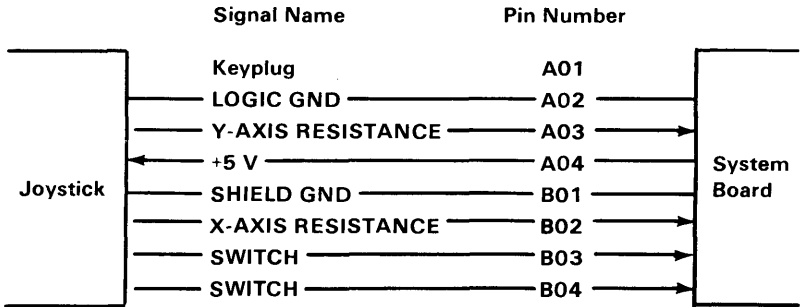 Signal Name Pin Number
Keyplug A01
LOGIC GND A02
Y-AXIS RESISTANCE A03
+5 V A04
System
Joystick SHIELD GND B01 Board
X-AXIS RESISTANCE B02
SWITCH B03
SWITCH B04